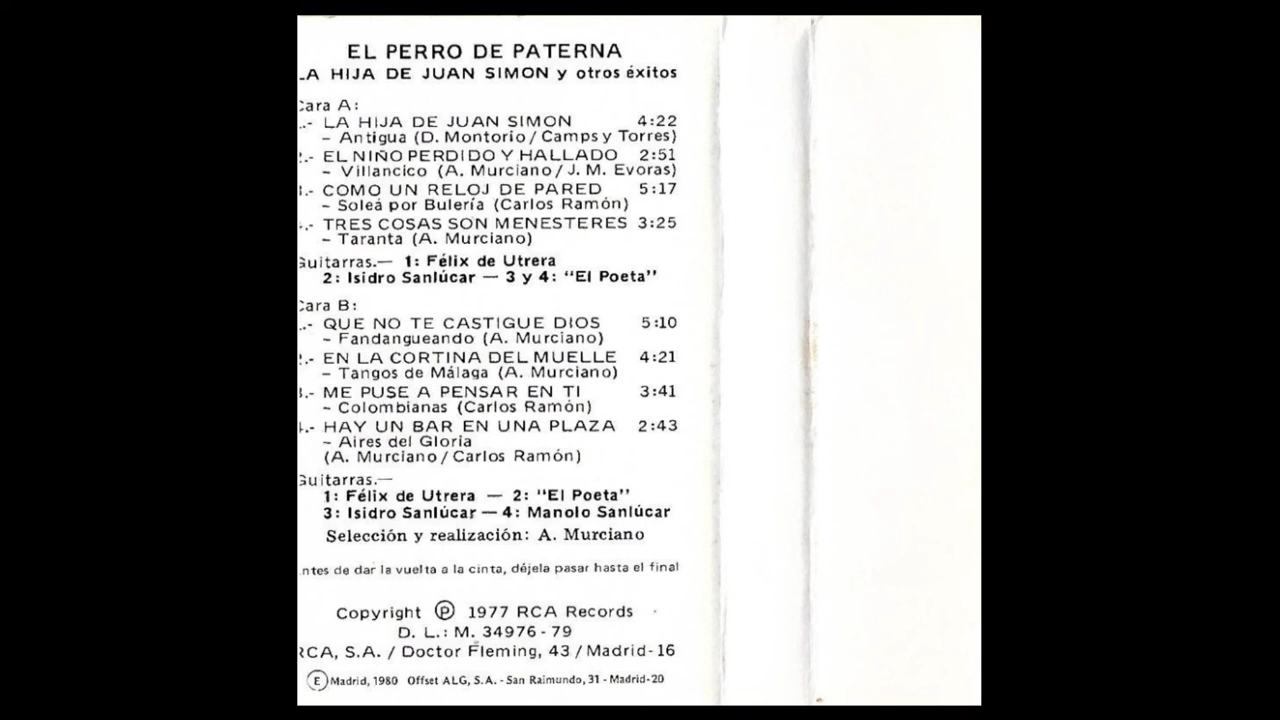 EL PERRO DE PATERNA
LA HIJA DE JUAN SIMON y otros éxitos
Cara A:
1.- LA HIJA DE JUAN SIMON 4:22
- Antigua (D. Montorio / Camps y Torres)
2.- EL NIÑO PERDIDO Y HALLADO 2:51
- Villancico (A. Murciano / J. M. Evoras)
3.- COMO UN RELOJ DE PARED 5:17
- Soleá por Bulería (Carlos Ramón)
4.- TRES COSAS SON MENESTERES 3:25
- Taranta (A. Murciano)
Guitarras.— 1: Félix de Utrera
2: Isidro Sanlúcar — 3 y 4: "El Poeta"
Cara B:
1.- QUE NO TE CASTIGUE DIOS 5:10
- Fandangueando (A. Murciano)
2.- EN LA CORTINA DEL MUELLE 4:21
- Tangos de Málaga (A. Murciano)
3.- ME PUSE A PENSAR EN TI 3:41
- Colombianas (Carlos Ramón)
4.- HAY UN BAR EN UNA PLAZA 2:43
- Aires del Gloria
(A. Murciano / Carlos Ramón)
Guitarras.—
1: Félix de Utrera — 2: "El Poeta"
3: Isidro Sanlúcar — 4: Manolo Sanlúcar
Selección y realización: A. Murciano
ntes de dar la vuelta a la cinta, déjela pasar hasta el final
Copyright Ⓟ 1977 RCA Records
D. L.: M. 34976-79
RCA, S.A. / Doctor Fleming, 43 / Madrid-16
Ⓔ Madrid, 1980 Offset ALG, S.A. - San Raimundo, 31 - Madrid-20